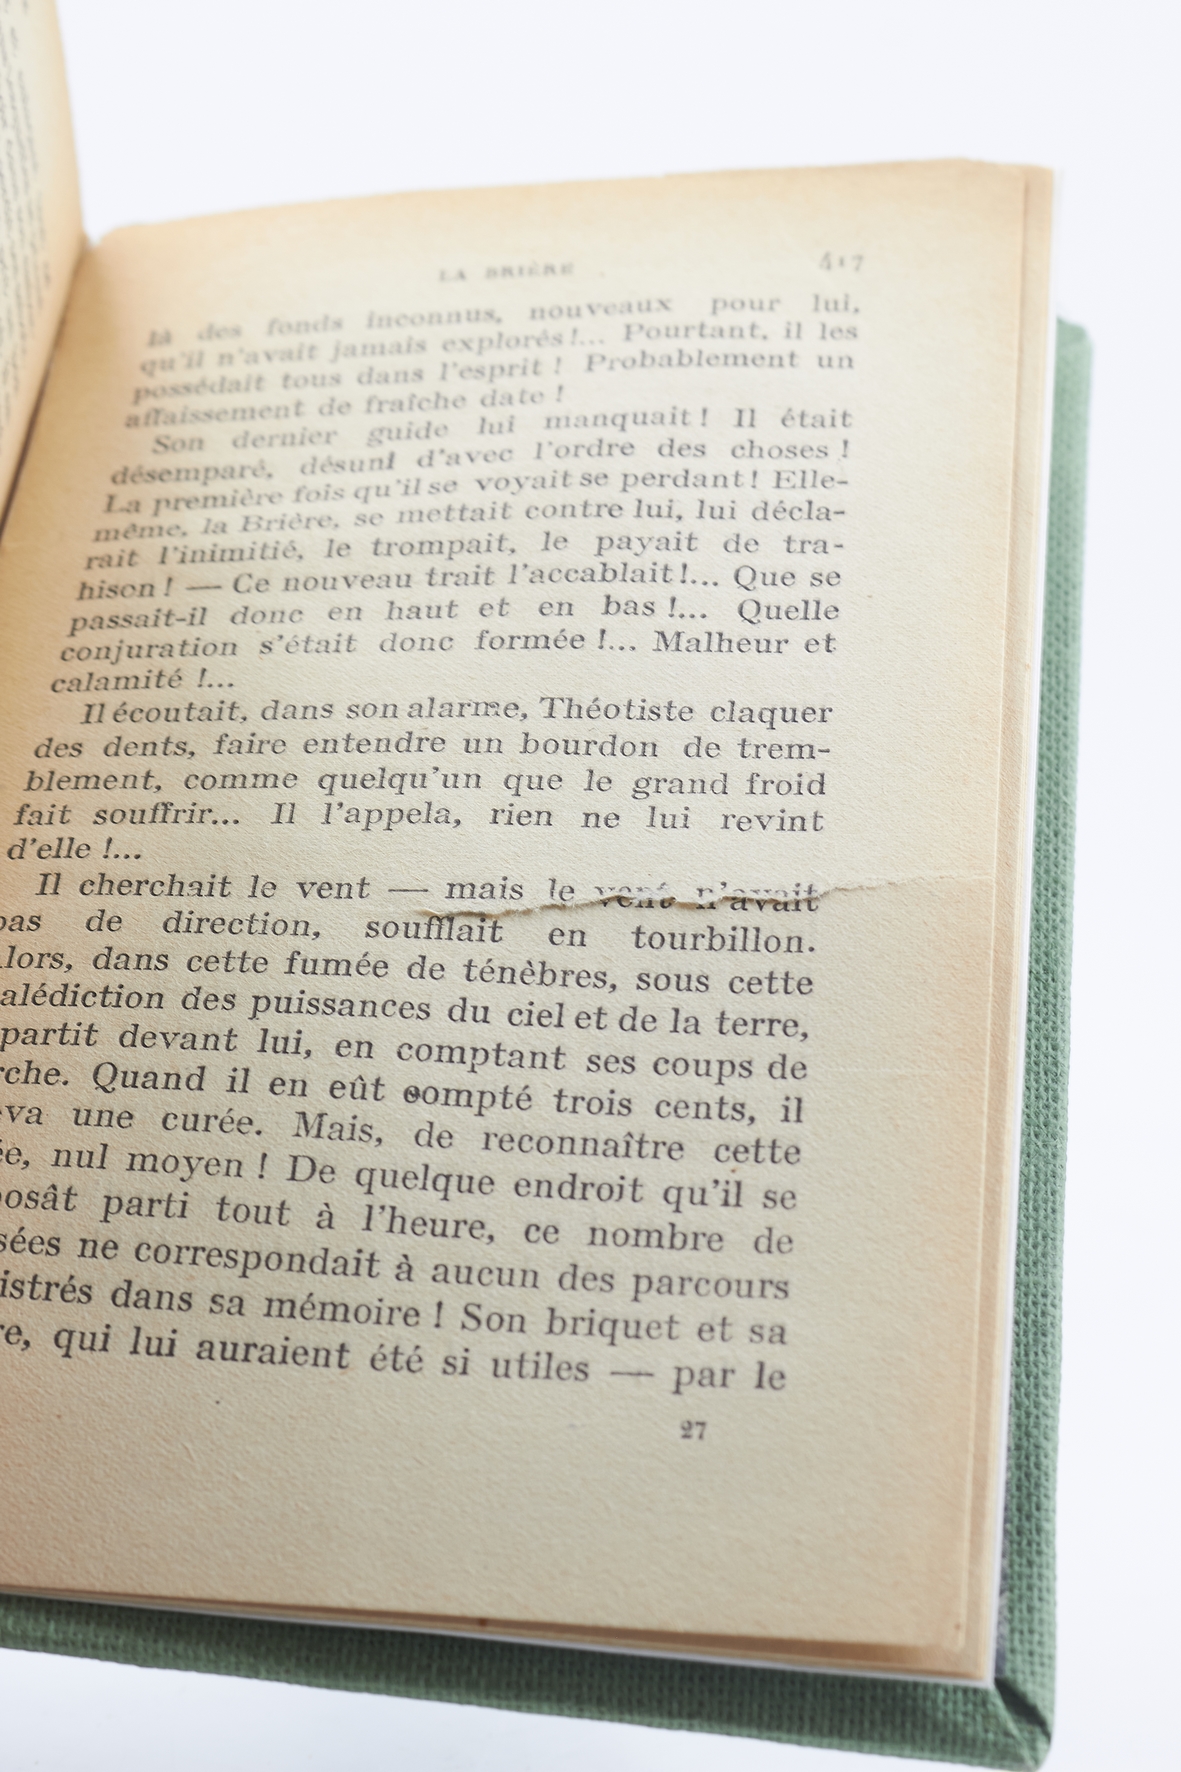 LA BRIÈRE 417
là des fonds inconnus, nouveaux pour lui,
qu'il n'avait jamais explorés !... Pourtant, il les
possédait tous dans l'esprit ! Probablement un
affaissement de fraîche date !
Son dernier guide lui manquait ! Il était
désemparé, désuni d'avec l'ordre des choses !
La première fois qu'il se voyait se perdant ! Elle-
même, la Brière, se mettait contre lui, lui décla-
rait l'inimitié, le trompait, le payait de tra-
hison ! — Ce nouveau trait l'accablait !... Que se
passait-il donc en haut et en bas !... Quelle
conjuration s'était donc formée !... Malheur et
calamité !...
Il écoutait, dans son alarme, Théotiste claquer
des dents, faire entendre un bourdon de trem-
blement, comme quelqu'un que le grand froid
fait souffrir... Il l'appela, rien ne lui revint
d'elle !...
Il cherchait le vent — mais le vent n'avait
pas de direction, soufflait en tourbillon.
lors, dans cette fumée de ténèbres, sous cette
alédiction des puissances du ciel et de la terre,
partit devant lui, en comptant ses coups de
rche. Quand il en eût compté trois cents, il
va une curée. Mais, de reconnaître cette
ée, nul moyen ! De quelque endroit qu'il se
posât parti tout à l'heure, ce nombre de
sées ne correspondait à aucun des parcours
istrés dans sa mémoire ! Son briquet et sa
re, qui lui auraient été si utiles — par le
27